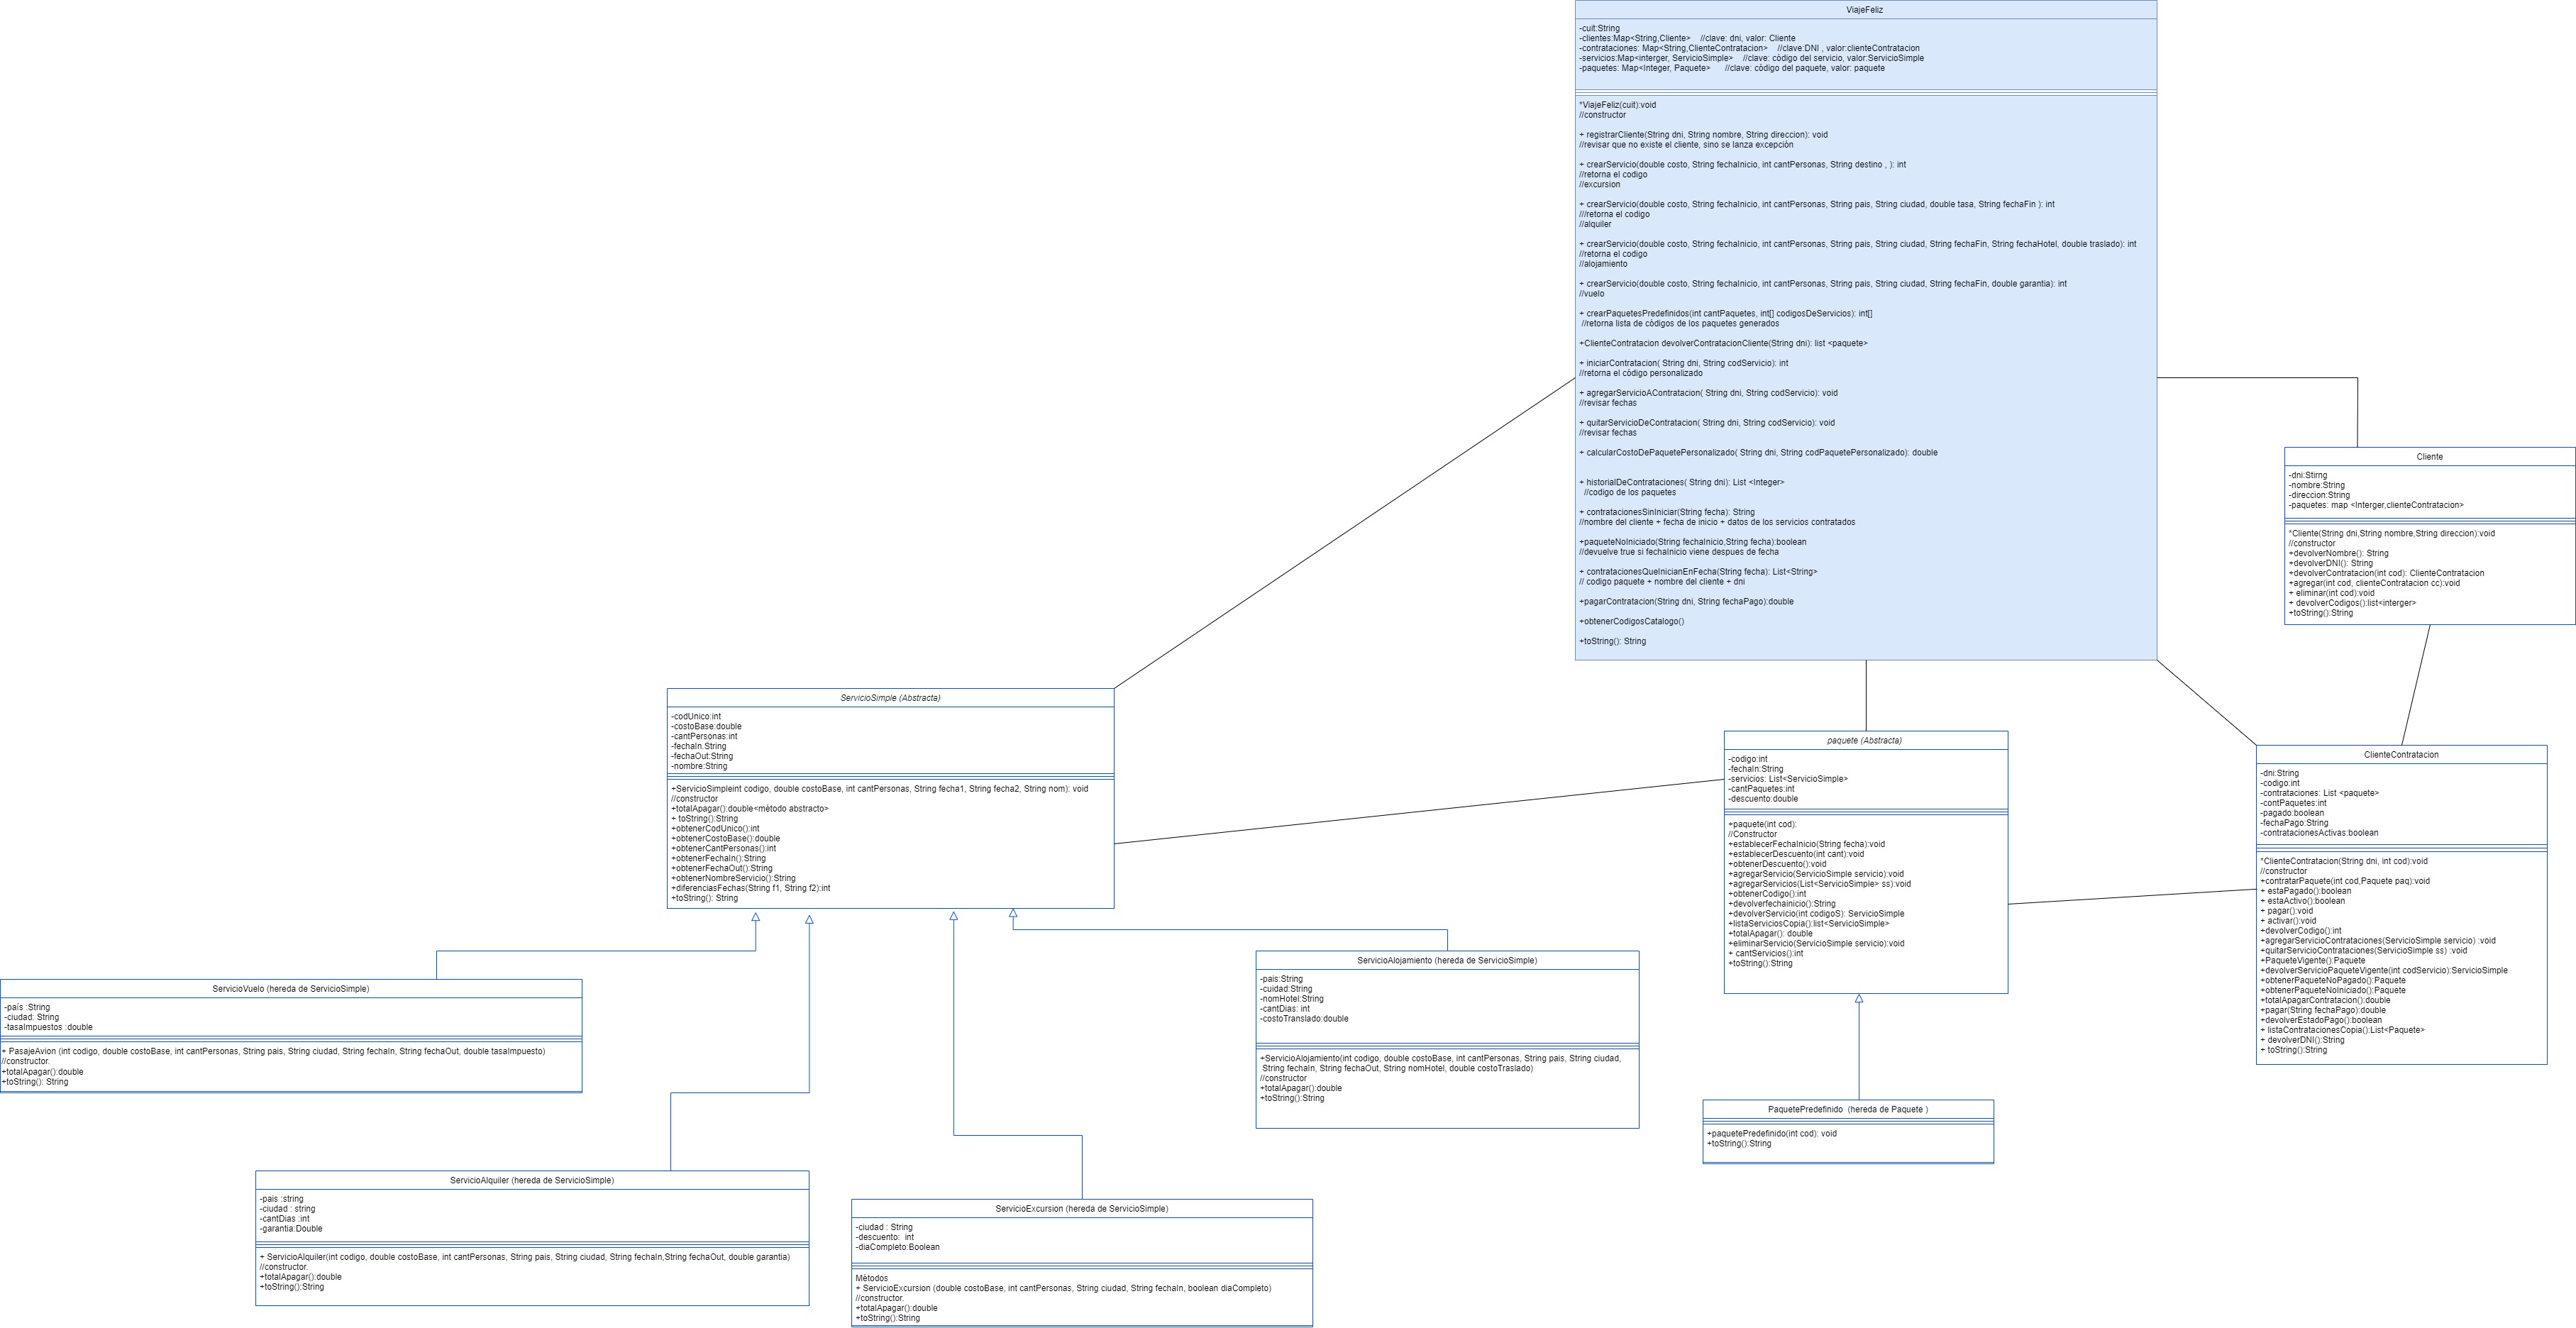 ViajeFeliz
-cuit:String
-clientes:Map<String,Cliente>    //clave: dni, valor: Cliente
-contrataciones: Map<String,ClienteContratacion>    //clave:DNI , valor:clienteContratacion
-servicios:Map<interger, ServicioSimple>    //clave: código del servicio, valor:ServicioSimple
-paquetes: Map<Integer, Paquete>      //clave: código del paquete, valor: paquete
*ViajeFeliz(cuit):void
//constructor
+ registrarCliente(String dni, String nombre, String direccion): void
//revisar que no existe el cliente, sino se lanza excepción
+ crearServicio(double costo, String fechaInicio, int cantPersonas, String destino , ): int
//retorna el codigo
//excursion
+ crearServicio(double costo, String fechaInicio, int cantPersonas, String pais, String ciudad, double tasa, String fechaFin ): int
///retorna el codigo
//alquiler
+ crearServicio(double costo, String fechaInicio, int cantPersonas, String pais, String ciudad, String fechaFin, String fechaHotel, double traslado): int
//retorna el codigo
//alojamiento
+ crearServicio(double costo, String fechaInicio, int cantPersonas, String pais, String ciudad, String fechaFin, double garantia): int
//vuelo
+ crearPaquetesPredefinidos(int cantPaquetes, int[] codigosDeServicios): int[]
//retorna lista de códigos de los paquetes generados
+ClienteContratacion devolverContratacionCliente(String dni): list <paquete>
+ iniciarContratacion( String dni, String codServicio): int
//retorna el código personalizado
+ agregarServicioAContratacion( String dni, String codServicio): void
//revisar fechas
+ quitarServicioDeContratacion( String dni, String codServicio): void
//revisar fechas
+ calcularCostoDePaquetePersonalizado( String dni, String codPaquetePersonalizado): double
+ historialDeContrataciones( String dni): List <Integer>
//codigo de los paquetes
+ contratacionesSinIniciar(String fecha): String
//nombre del cliente + fecha de inicio + datos de los servicios contratados
+paqueteNoIniciado(String fechaInicio,String fecha):boolean
//devuelve true si fechaInicio viene despues de fecha
+ contratacionesQueInicianEnFecha(String fecha): List<String>
// codigo paquete + nombre del cliente + dni
+pagarContratacion(String dni, String fechaPago):double
+obtenerCodigosCatalogo()
+toString(): String
Cliente
-dni:Stirng
-nombre:String
-direccion:String
-paquetes: map <Interger,clienteContratacion>
*Cliente(String dni,String nombre,String direccion):void
//constructor
+devolverNombre(): String
+devolverDNI(): String
+devolverContratacion(int cod): ClienteContratacion
+agregar(int cod, clienteContratacion cc):void
+ eliminar(int cod):void
+ devolverCodigos():list<interger>
+toString():String
ServicioSimple (Abstracta)
-codUnico:int
-costoBase:double
-cantPersonas:int
-fechaIn.String
-fechaOut:String
-nombre:String
+ServicioSimpleint codigo, double costoBase, int cantPersonas, String fecha1, String fecha2, String nom): void
//constructor
+totalApagar():double<método abstracto>
+ toString():String
+obtenerCodUnico():int
+obtenerCostoBase():double
+obtenerCantPersonas():int
+obtenerFechaIn():String
+obtenerFechaOut():String
+obtenerNombreServicio():String
+diferenciasFechas(String f1, String f2):int
+toString(): String
paquete (Abstracta)
-codigo:int
-fechaIn:String
-servicios: List<ServicioSimple>
-cantPaquetes:int
-descuento:double
+paquete(int cod):
//Constructor
+establecerFechaInicio(String fecha):void
+establecerDescuento(int cant):void
+obtenerDescuento():void
+agregarServicio(ServicioSimple servicio):void
+agregarServicios(List<ServicioSimple> ss):void
+obtenerCodigo():int
+devolverfechainicio():String
+devolverServicio(int codigoS): ServicioSimple
+listaServiciosCopia():list<ServicioSimple>
+totalApagar(): double
+eliminarServicio(ServicioSimple servicio):void
+ cantServicios():int
+toString():String
ClienteContratacion
-dni:String
-codigo:int
-contrataciones: List <paquete>
-contPaquetes:int
-pagado:boolean
-fechaPago:String
-contratacionesActivas:boolean
*ClienteContratacion(String dni, int cod):void
//constructor
+contratarPaquete(int cod,Paquete paq):void
+ estaPagado():boolean
+ estaActivo():boolean
+ pagar():void
+ activar():void
+devolverCodigo():int
+agregarServicioContrataciones(ServicioSimple servicio) :void
+quitarServicioContrataciones(ServicioSimple ss) :void
+PaqueteVigente():Paquete
+devolverServicioPaqueteVigente(int codServicio):ServicioSimple
+obtenerPaqueteNoPagado():Paquete
+obtenerPaqueteNoIniciado():Paquete
+totalApagarContratacion():double
+pagar(String fechaPago):double
+devolverEstadoPago():boolean
+ listaContratacionesCopia():List<Paquete>
+ devolverDNI():String
+ toString():String
ServicioVuelo (hereda de ServicioSimple)
-país :String
-ciudad: String
-tasaImpuestos :double
+ PasajeAvion (int codigo, double costoBase, int cantPersonas, String pais, String ciudad, String fechaIn, String fechaOut, double tasaImpuesto)
//constructor.
+totalApagar():double
+toString(): String
ServicioAlojamiento (hereda de ServicioSimple)
-pais:String
-cuidad:String
-nomHotel:String
-cantDias: int
-costoTranslado:double
+ServicioAlojamiento(int codigo, double costoBase, int cantPersonas, String pais, String ciudad,
String fechaIn, String fechaOut, String nomHotel, double costoTraslado)
//constructor
+totalApagar():double
+toString():String
PaquetePredefinido  (hereda de Paquete )
+paquetePredefinido(int cod): void
+toString():String
ServicioAlquiler (hereda de ServicioSimple)
-pais :string
-ciudad : string
-cantDias :int
-garantia:Double
+ ServicioAlquiler(int codigo, double costoBase, int cantPersonas, String pais, String ciudad, String fechaIn,String fechaOut, double garantia)
//constructor.
+totalApagar():double
+toString():String
ServicioExcursion (hereda de ServicioSimple)
-ciudad : String
-descuento:  int
-diaCompleto:Boolean
Métodos
+ ServicioExcursion (double costoBase, int cantPersonas, String ciudad, String fechaIn, boolean diaCompleto)
//constructor.
+totalApagar():double
+toString():String